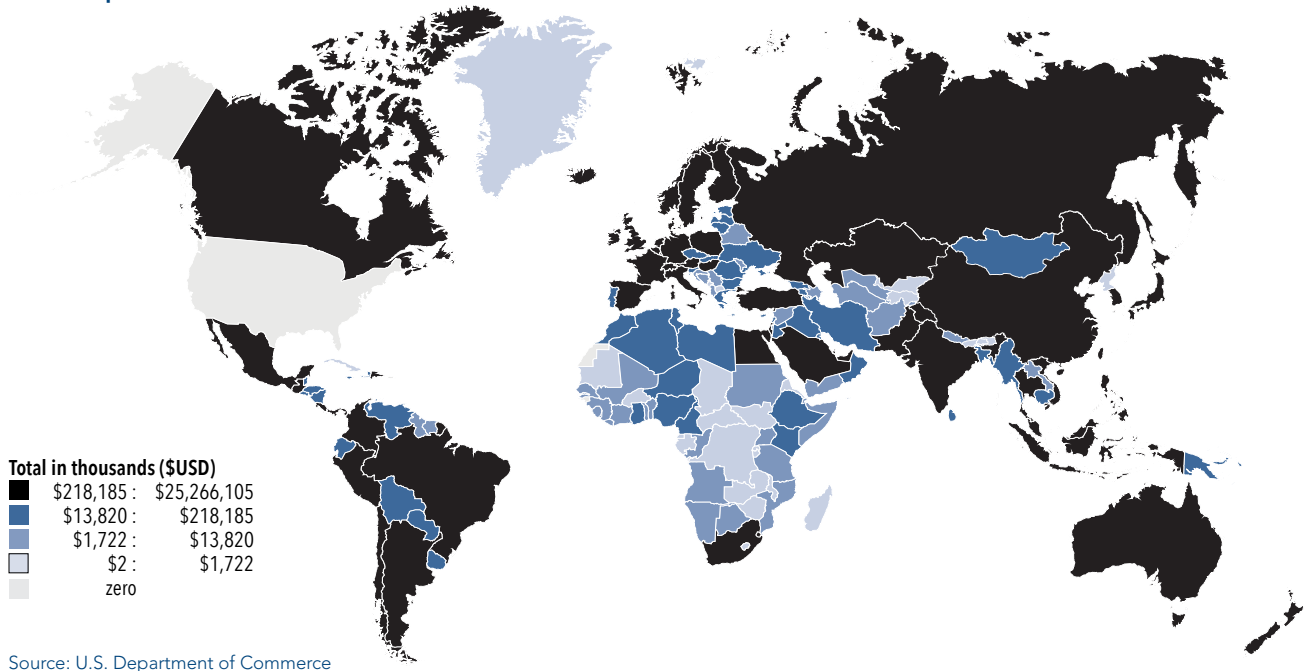 Total in thousands ($USD)
$218,185 : $25,266,105
$13,820 : $218,185
$1,722 : $13,820
$2 : $1,722
zero
Source: U.S. Department of Commerce